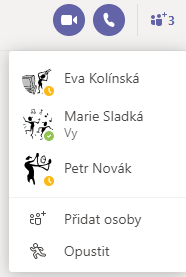 3
Eva Kolínská
Marie Sladká
Vy
Petr Novák
Přidat osoby
Opustit